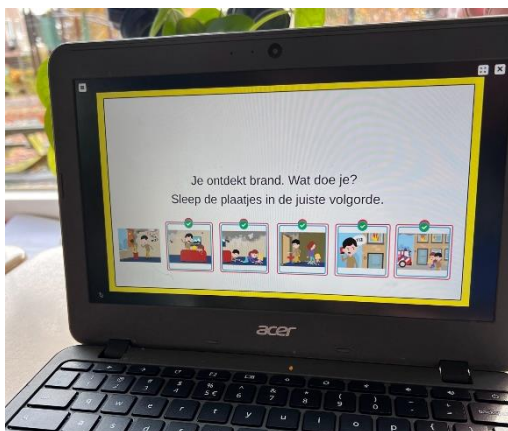 Je ontdekt brand. Wat doe je?
Sleep de plaatjes in de juiste volgorde.
acer